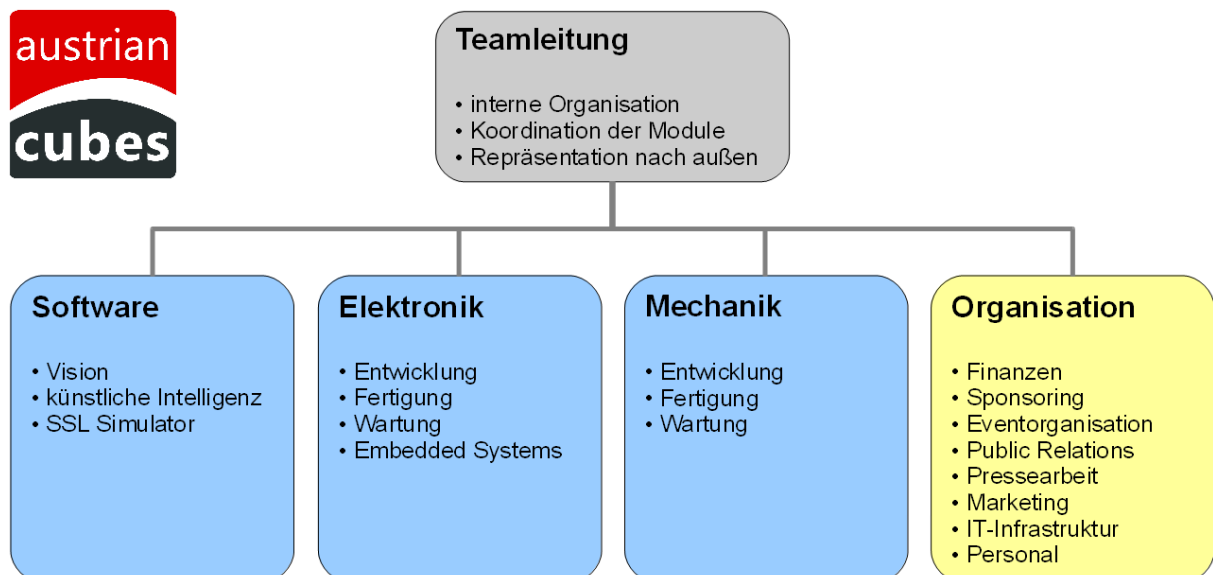 austrian
cubes
Teamleitung
• interne Organisation
• Koordination der Module
• Repräsentation nach außen
Software
• Vision
• künstliche Intelligenz
• SSL Simulator
Elektronik
• Entwicklung
• Fertigung
• Wartung
• Embedded Systems
Mechanik
• Entwicklung
• Fertigung
• Wartung
Organisation
• Finanzen
• Sponsoring
• Eventorganisation
• Public Relations
• Pressearbeit
• Marketing
• IT-Infrastruktur
• Personal